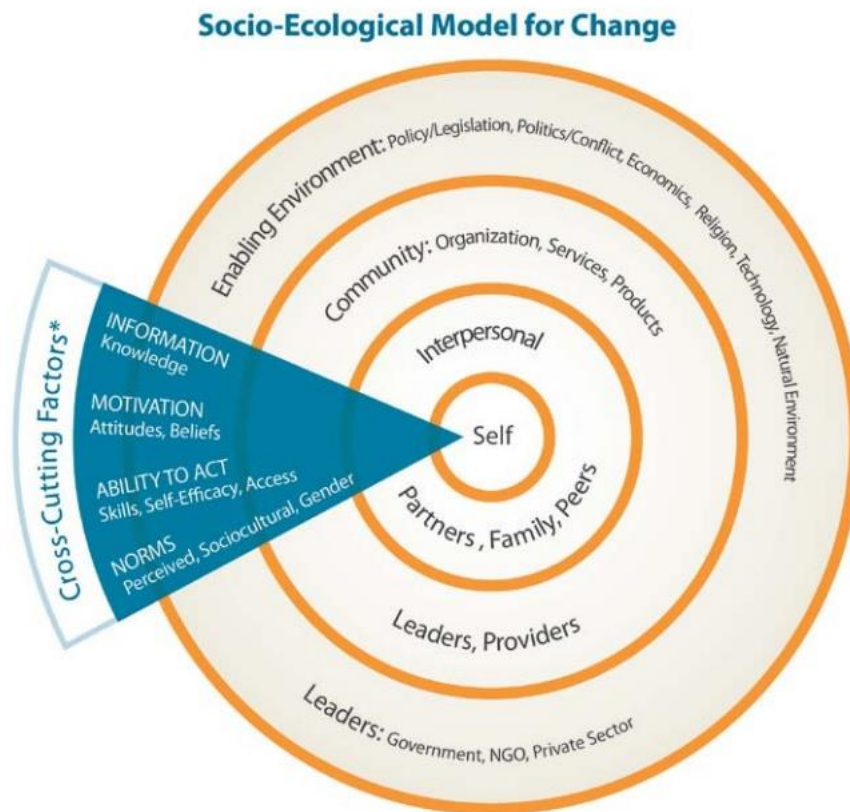 Socio-Ecological Model for Change
Enabling Environment: Policy/Legislation, Politics/Conflict, Economics, Religion, Technology, Natural Environment
Community: Organization, Services, Products
Interpersonal
Self
Partners, Family, Peers
Leaders, Providers
Leaders: Government, NGO, Private Sector
Cross-Cutting Factors*
INFORMATION
Knowledge
MOTIVATION
Attitudes, Beliefs
ABILITY TO ACT
Skills, Self-Efficacy, Access
NORMS
Perceived, Sociocultural, Gender